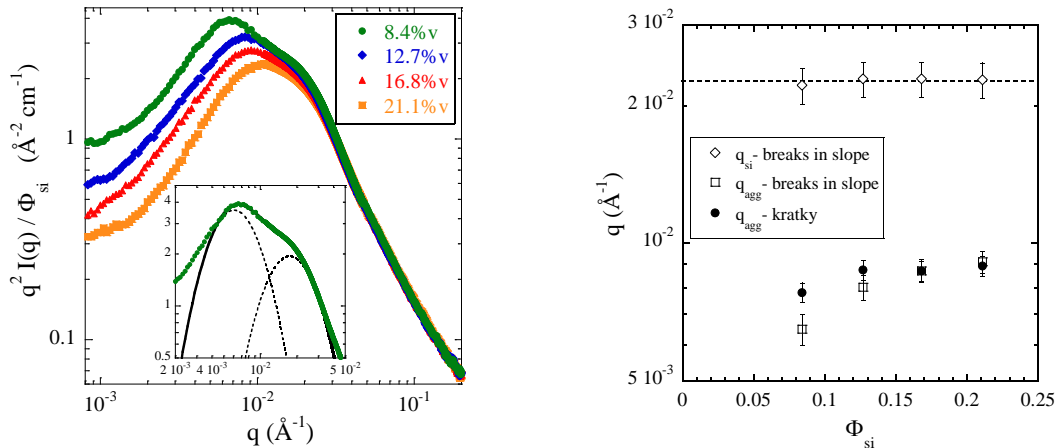 8.4%v
12.7%v
16.8%v
21.1%v
q² I(q) / Φsi (Å⁻² cm⁻¹)
1
0.1
10⁻³
10⁻²
10⁻¹
q (Å⁻¹)
4
3
2
1
0.5
2 10⁻³
4 10⁻³
10⁻²
5 10⁻²
3 10⁻²
2 10⁻²
10⁻²
5 10⁻³
q (Å⁻¹)
qsi- breaks in slope
qagg- breaks in slope
qagg- kratky
0
0.05
0.1
0.15
0.2
0.25
Φsi